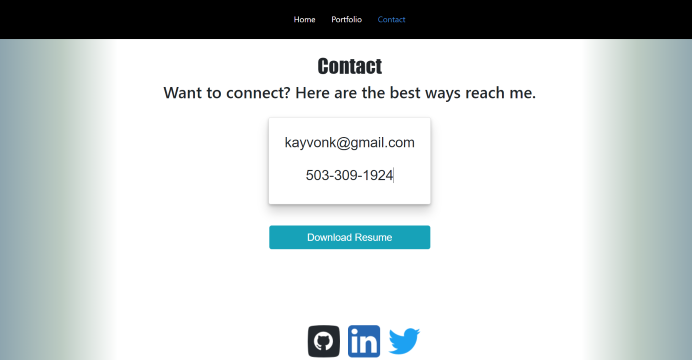 Home Portfolio Contact
Contact
Want to connect? Here are the best ways reach me.
kayvonk@gmail.com
503-309-1924
Download Resume
in